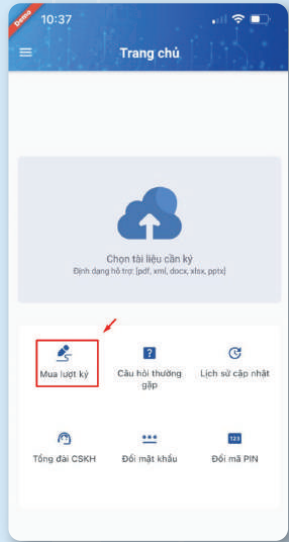 Demo
10:37
Trang chủ
Chọn tài liệu cần ký
Định dạng hỗ trợ: [pdf, xml, docx, xlsx, pptx]
Mua lượt ký
?
Câu hỏi thường
gặp
Lịch sử cập nhật
Tổng đài CSKH
Đổi mật khẩu
123
Đổi mã PIN